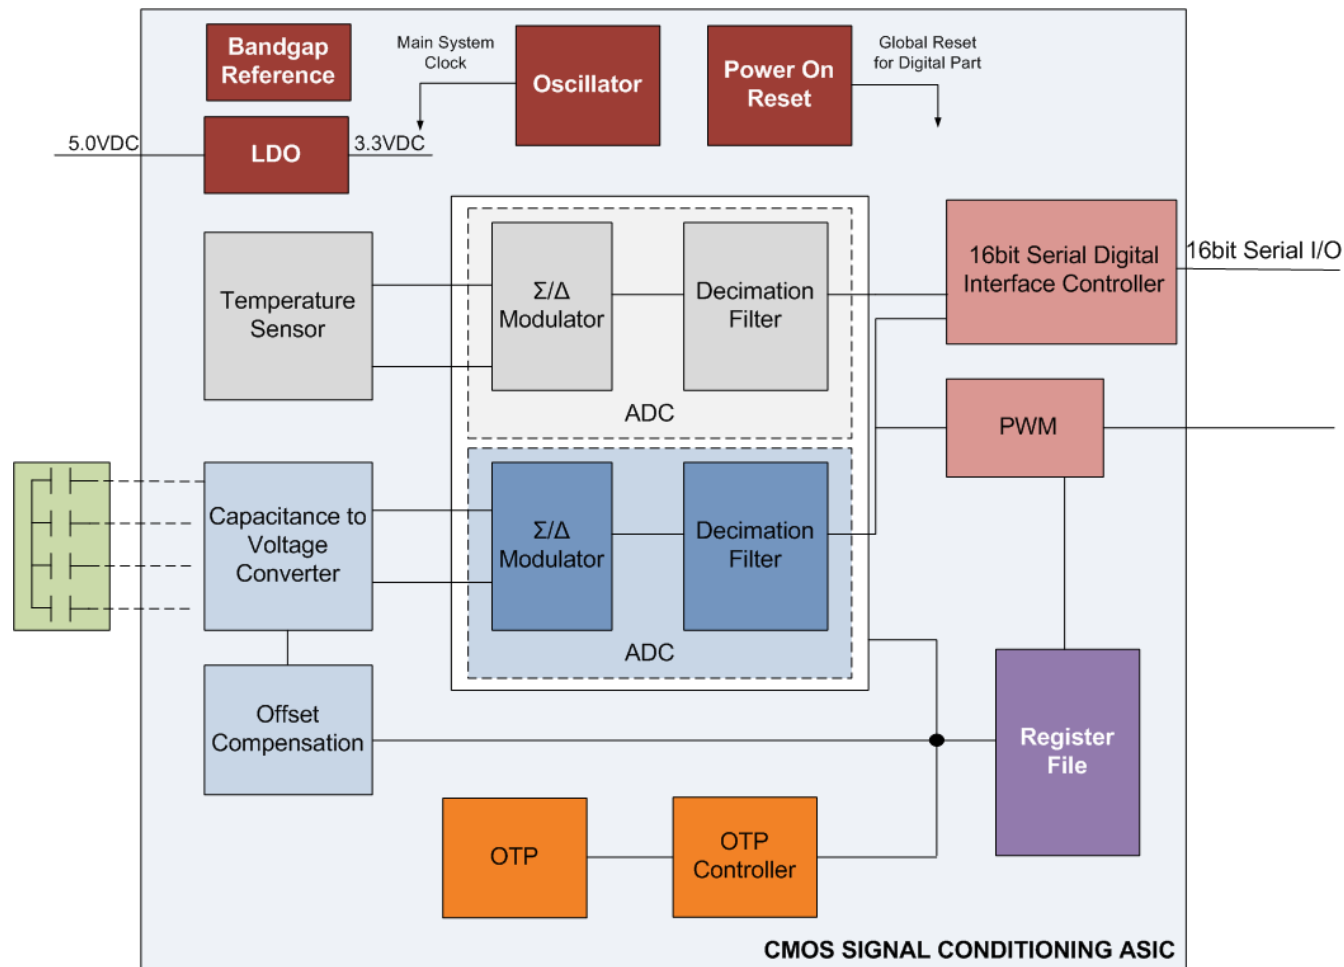 Bandgap
Reference
Main System
Clock
Oscillator
Power On
Reset
Global Reset
for Digital Part
5.0VDC
LDO
3.3VDC
Temperature
Sensor
Σ/Δ
Modulator
Decimation
Filter
ADC
16bit Serial Digital
Interface Controller
16bit Serial I/O
PWM
Capacitance to
Voltage
Converter
Σ/Δ
Modulator
Decimation
Filter
ADC
Offset
Compensation
Register
File
OTP
OTP
Controller
CMOS SIGNAL CONDITIONING ASIC